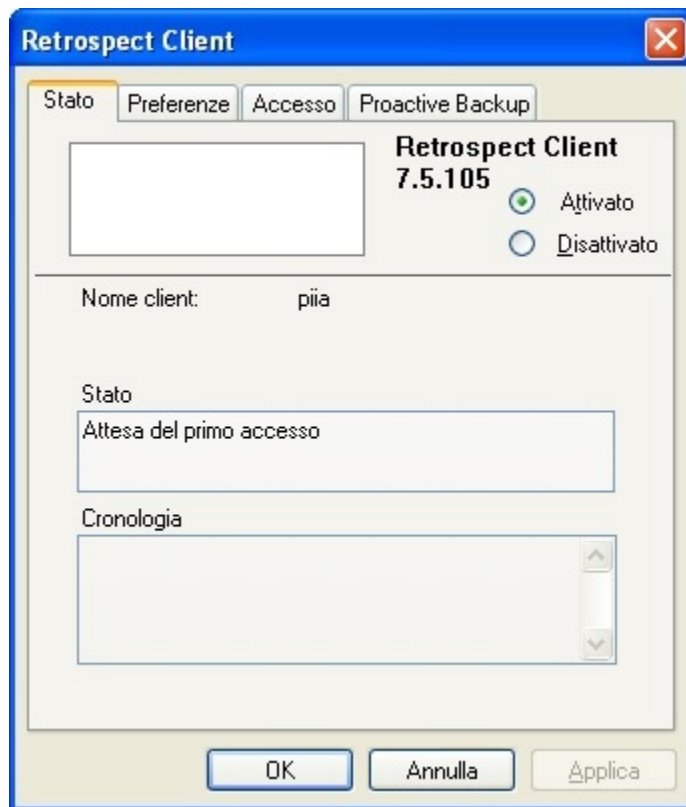 Retrospect Client
Stato Preferenze Accesso Proactive Backup
Retrospect Client
7.5.105
Attivato
Disattivato
Nome client: piia
Stato
Attesa del primo accesso
Cronologia
OK Annulla Applica